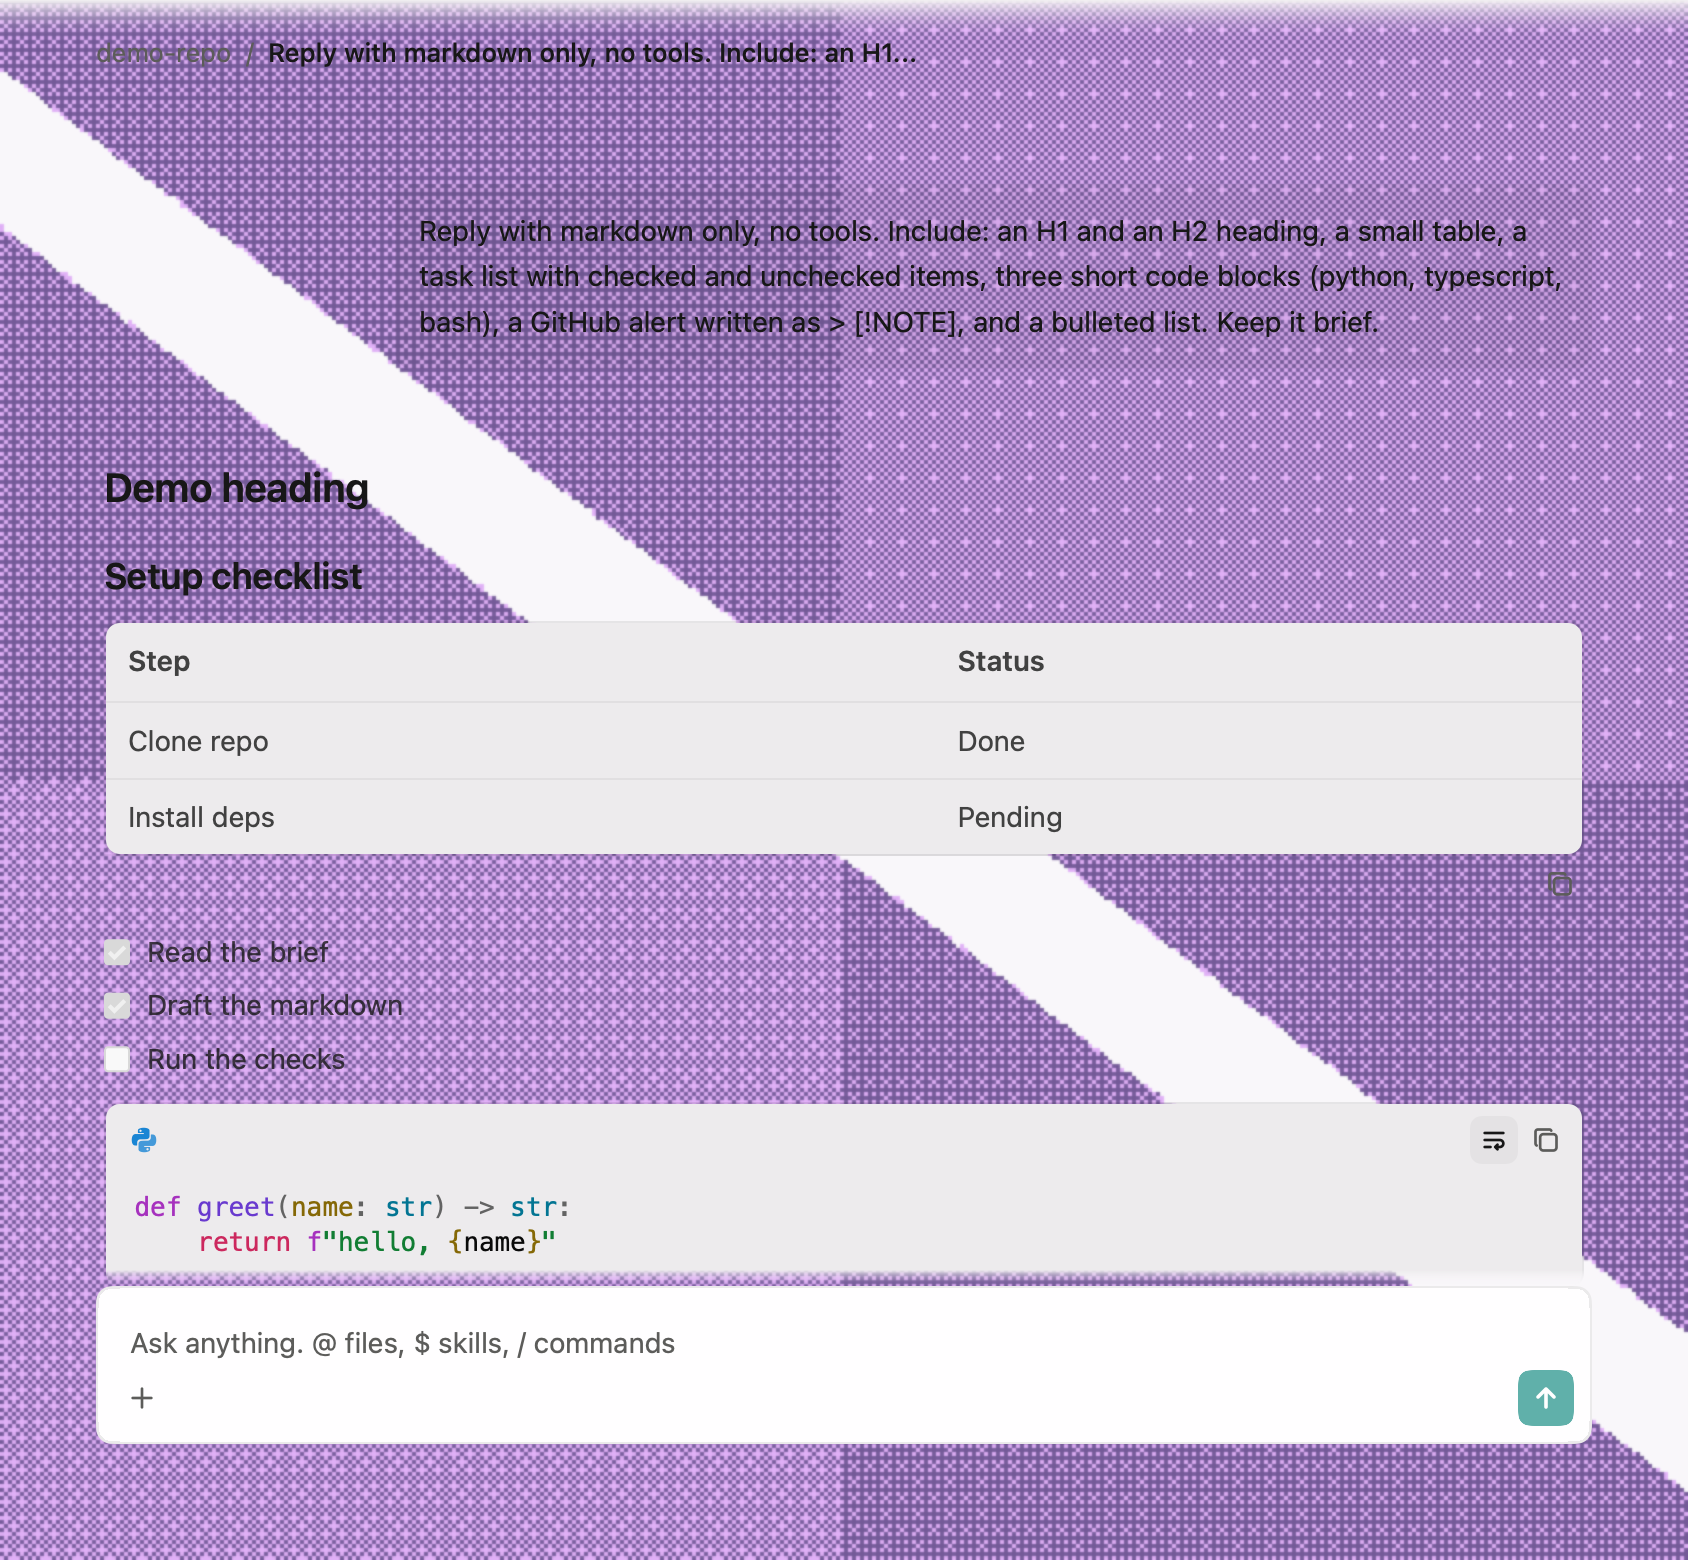 demo-repo / Reply with markdown only, no tools. Include: an H1...
Reply with markdown only, no tools. Include: an H1 and an H2 heading, a small table, a
task list with checked and unchecked items, three short code blocks (python, typescript,
bash), a GitHub alert written as > [!NOTE], and a bulleted list. Keep it brief.
Demo heading
Setup checklist
Step Status
Clone repo Done
Install deps Pending
Read the brief
Draft the markdown
Run the checks
def greet(name: str) -> str:
    return f"hello, {name}"
Ask anything. @ files, $ skills, / commands